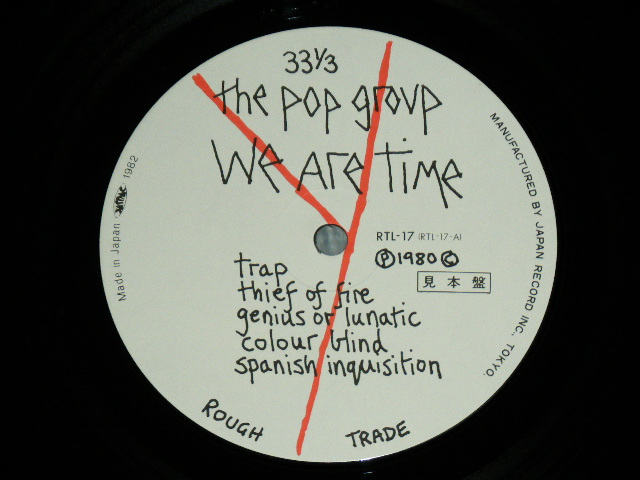 33⅓
the pop group
We Are Time
RTL-17 (RTL-17-A)
Ⓟ1980Ⓒ
見本盤
trap
thief of fire
genius or lunatic
colour blind
spanish inquisition
ROUGH TRADE
Made in Japan
1982
MANUFACTURED BY JAPAN RECORD INC., TOKYO.